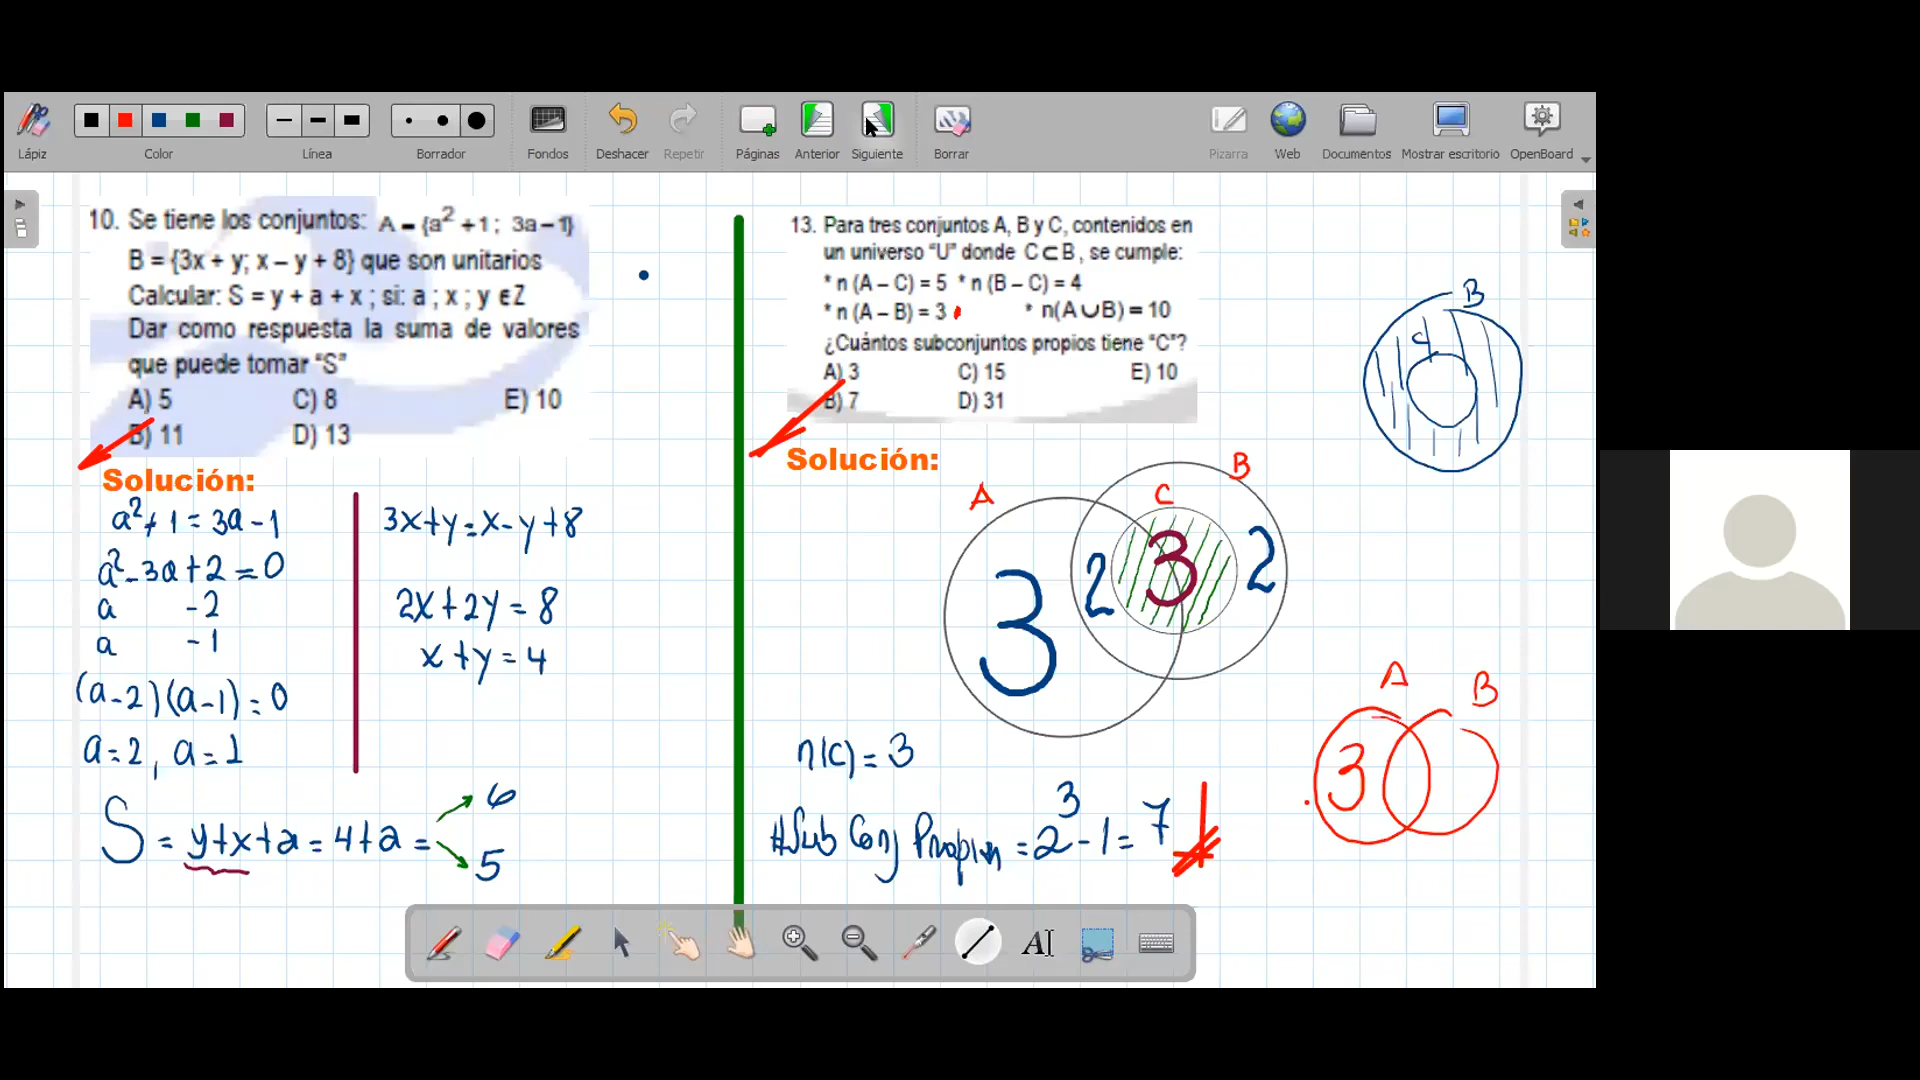 Lápiz
Color
Línea
Borrador
Fondos
Deshacer
Repetir
Páginas
Anterior
Siguiente
Borrar
Pizarra
Web
Documentos
Mostrar escritorio
OpenBoard
10. Se tiene los conjuntos: A = {a² + 1 ; 3a – 1}
B = {3x + y; x – y + 8} que son unitarios
Calcular: S = y + a + x ; si: a ; x ; y ∈ Z
Dar como respuesta la suma de valores
que puede tomar “S”
A) 5 C) 8 E) 10
B) 11 D) 13
Solución:
a²+1 = 3a-1
a²-3a+2=0
a -2
a -1
(a-2)(a-1)=0
a=2, a=1
3x+y=x-y+8
2x+2y=8
x+y=4
S = y+x+a = 4+a =
6
5
13. Para tres conjuntos A, B y C, contenidos en
un universo “U” donde C ⊂ B , se cumple:
* n (A – C) = 5 * n (B – C) = 4
* n (A – B) = 3 * n(A ∪ B) = 10
¿Cuántos subconjuntos propios tiene “C”?
A) 3 C) 15 E) 10
B) 7 D) 31
Solución:
A
C
B
3
2
3
2
n(C) = 3
#Sub Conj Propios = 2³-1= 7
B
A
B
3
AI